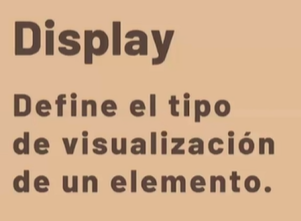 Display
Define el tipo
de visualización
de un elemento.